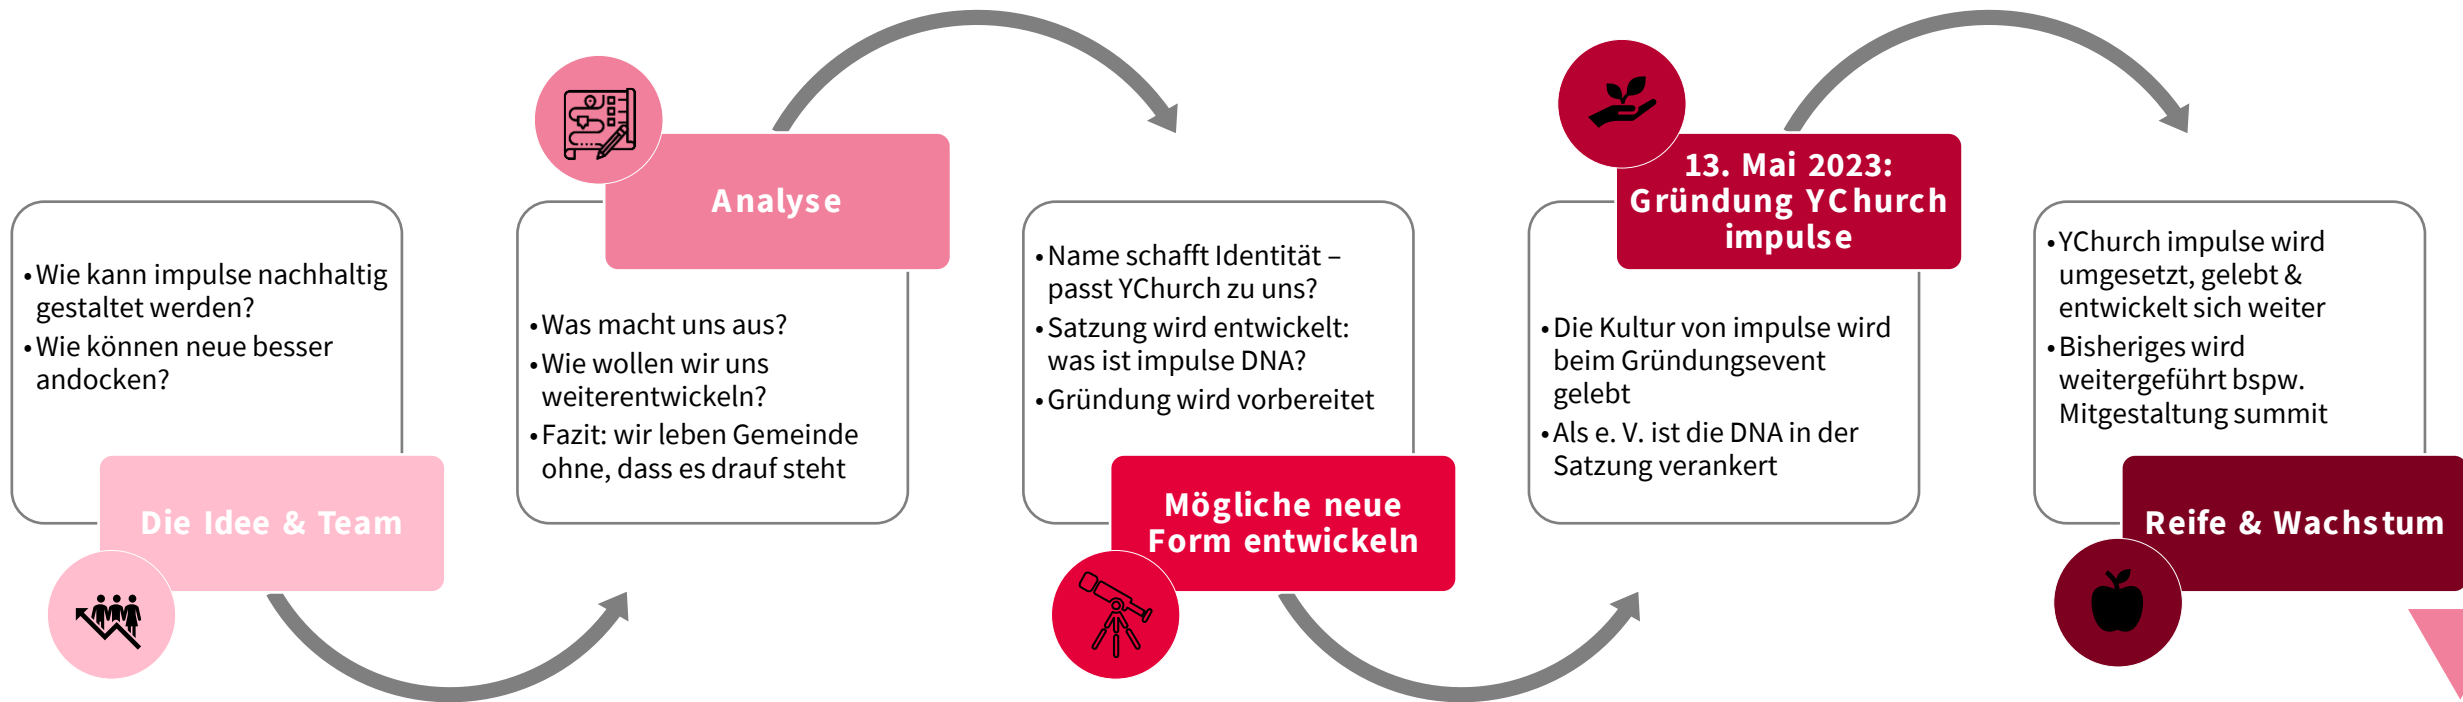 • Wie kann impulse nachhaltig
gestaltet werden?
• Wie können neue besser
andocken?
Die Idee & Team
Analyse
• Was macht uns aus?
• Wie wollen wir uns
weiterentwickeln?
• Fazit: wir leben Gemeinde
ohne, dass es drauf steht
• Name schafft Identität –
passt YChurch zu uns?
• Satzung wird entwickelt:
was ist impulse DNA?
• Gründung wird vorbereitet
Mögliche neue
Form entwickeln
13. Mai 2023:
Gründung YChurch
impulse
• Die Kultur von impulse wird
beim Gründungsevent
gelebt
• Als e. V. ist die DNA in der
Satzung verankert
• YChurch impulse wird
umgesetzt, gelebt &
entwickelt sich weiter
• Bisheriges wird
weitergeführt bspw.
Mitgestaltung summit
Reife & Wachstum